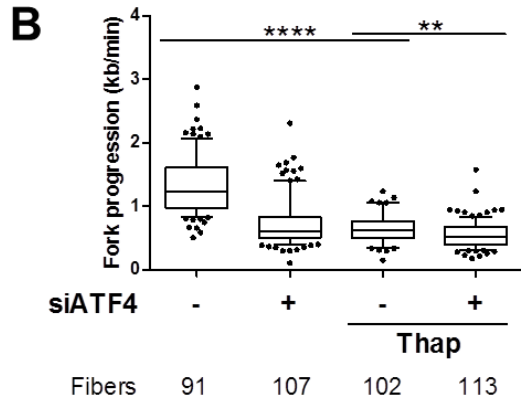 B
**** **
Fork progression (kb/min)
4
3
2
1
0
siATF4 - + - +
Thap
Fibers 91 107 102 113